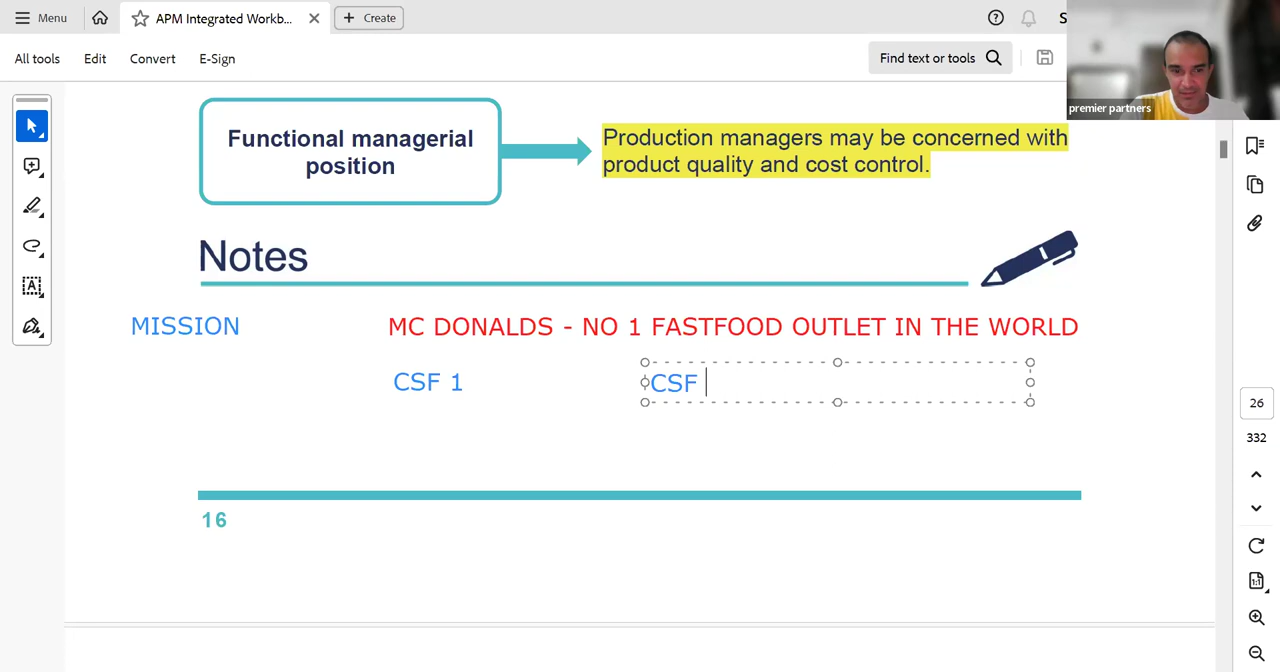 Menu
APM Integrated Workb...
Create
All tools
Edit
Convert
E-Sign
Find text or tools
premier partners
Functional managerial
position
Production managers may be concerned with
product quality and cost control.
Notes
MISSION
MC DONALDS - NO 1 FASTFOOD OUTLET IN THE WORLD
CSF 1
CSF
16
26
332